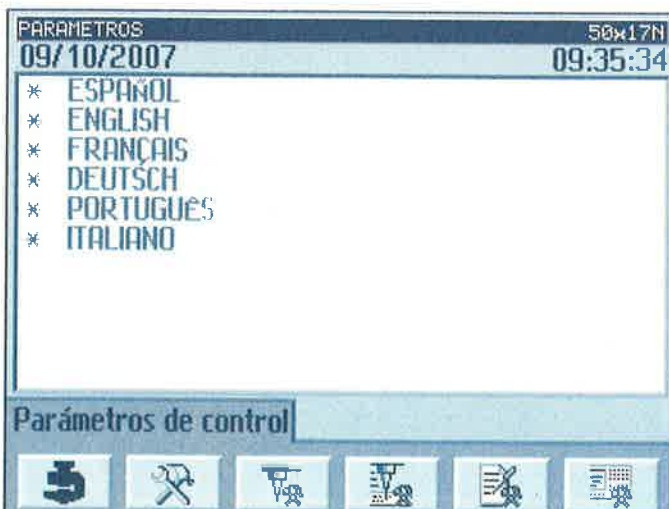 PARAMETROS 50x17N
09/10/2007 09:35:34
* ESPAÑOL
* ENGLISH
* FRANÇAIS
* DEUTSCH
* PORTUGUÊS
* ITALIANO
Parámetros de control